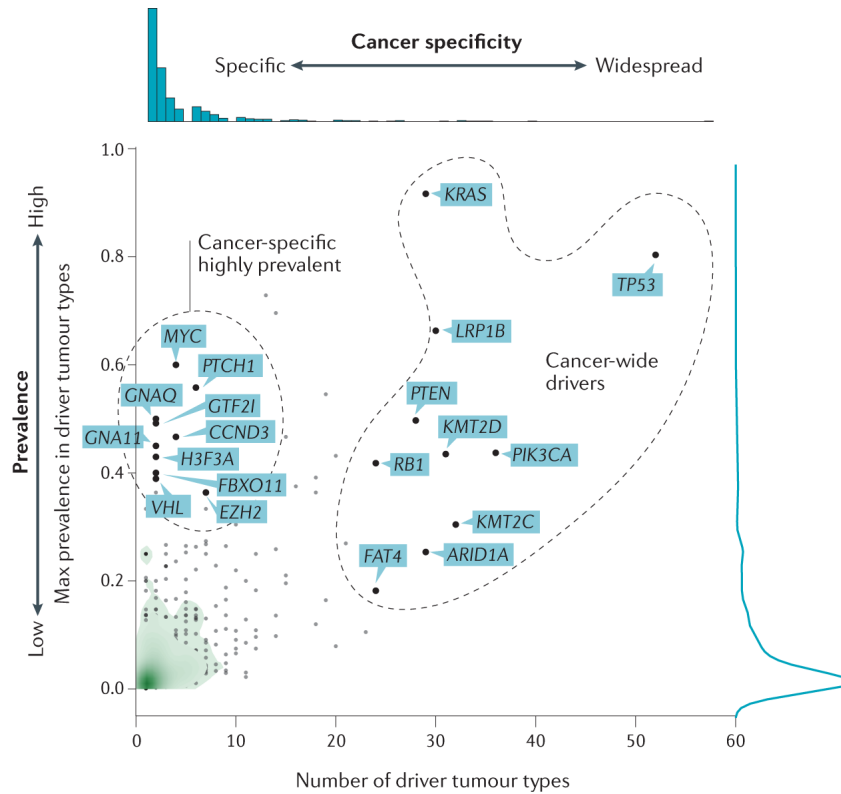 Cancer specificity
Specific
Widespread
High
Prevalence
Low
Max prevalence in driver tumour types
1.0
0.8
0.6
0.4
0.2
0.0
Cancer-specific
highly prevalent
MYC
PTCH1
GNAQ
GTF2I
GNA11
CCND3
H3F3A
FBXO11
VHL
EZH2
KRAS
TP53
LRP1B
Cancer-wide
drivers
PTEN
KMT2D
RB1
PIK3CA
KMT2C
FAT4
ARID1A
0
10
20
30
40
50
60
Number of driver tumour types